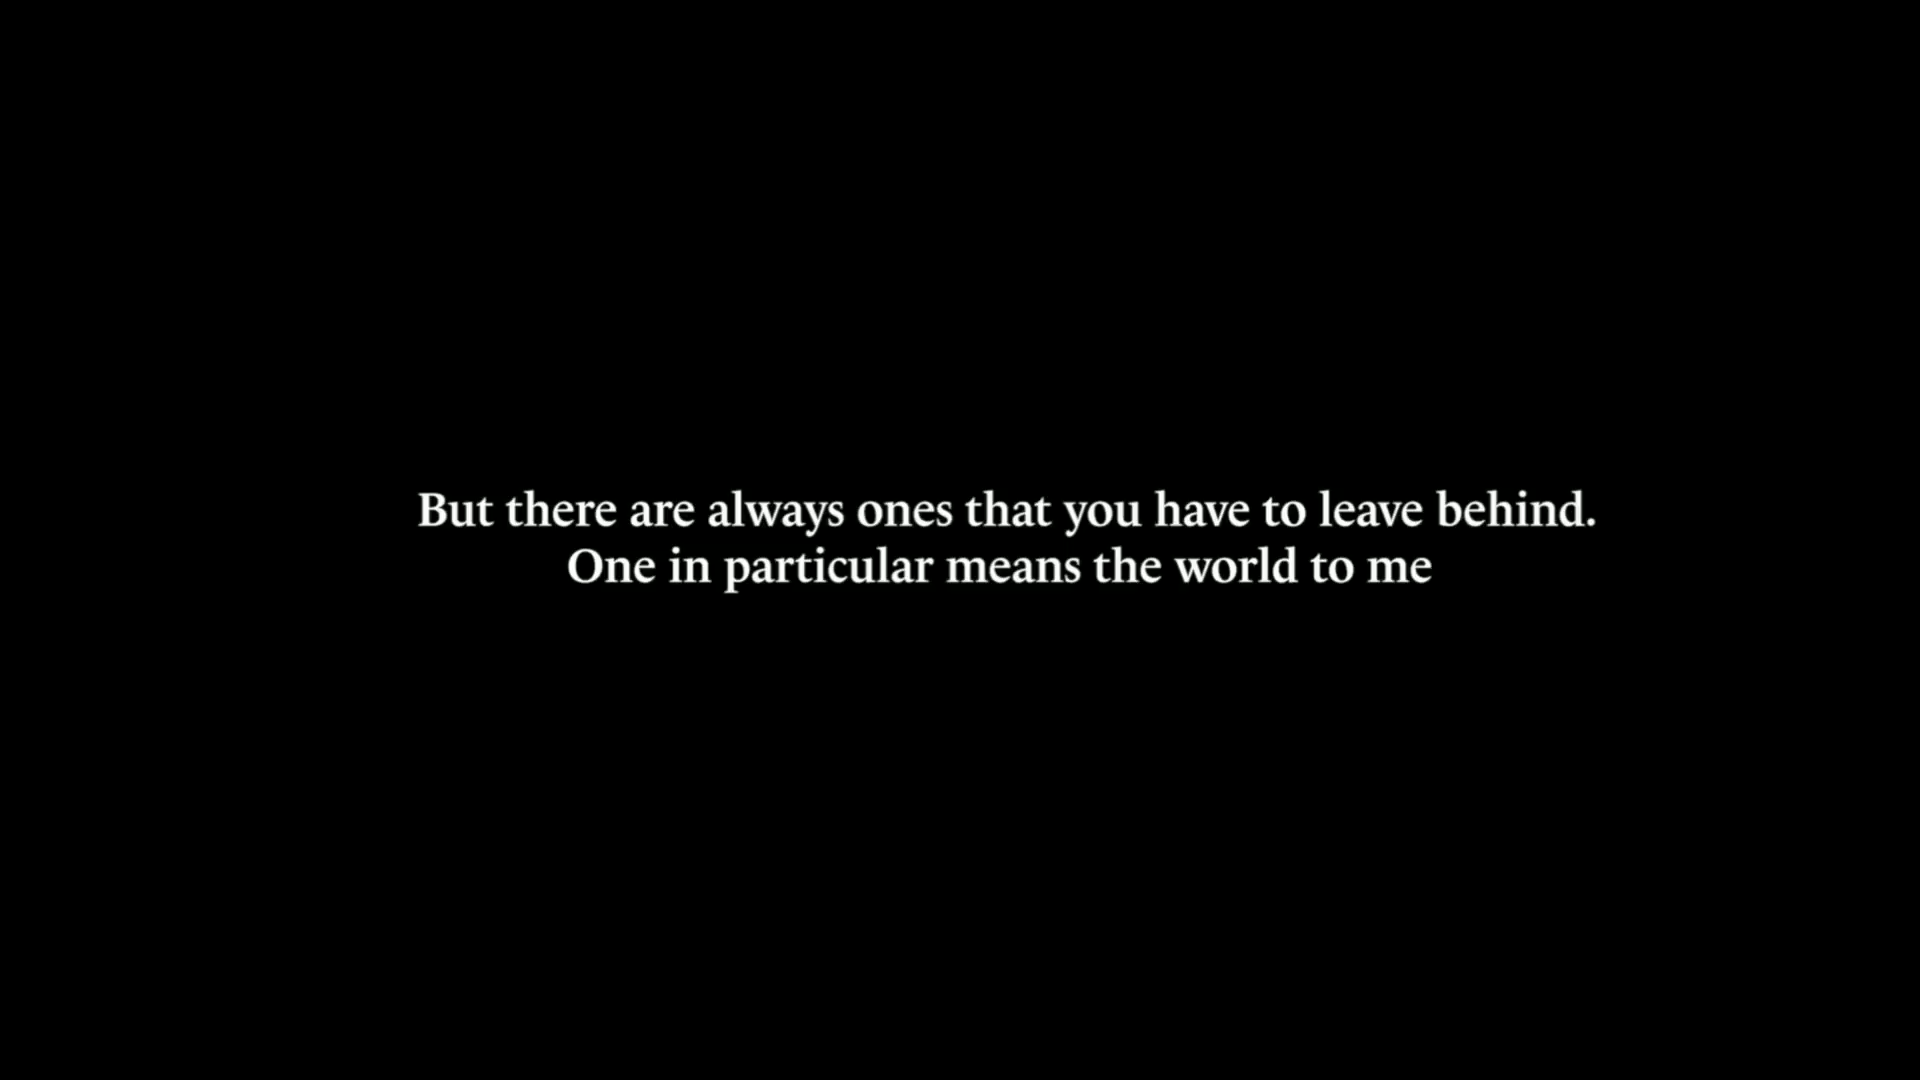 But there are always ones that you have to leave behind.
One in particular means the world to me